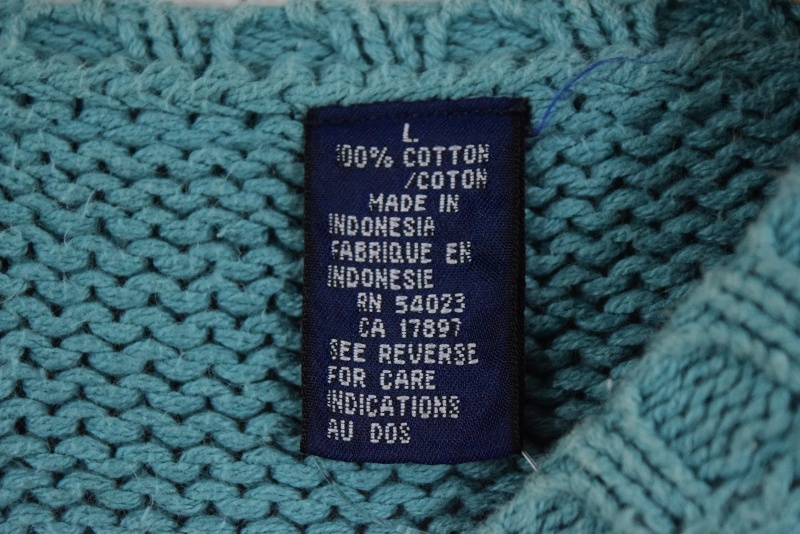 L
100% COTTON
/COTON
MADE IN
INDONESIA
FABRIQUE EN
INDONESIE
RN 54023
CA 17897
SEE REVERSE
FOR CARE
INDICATIONS
AU DOS